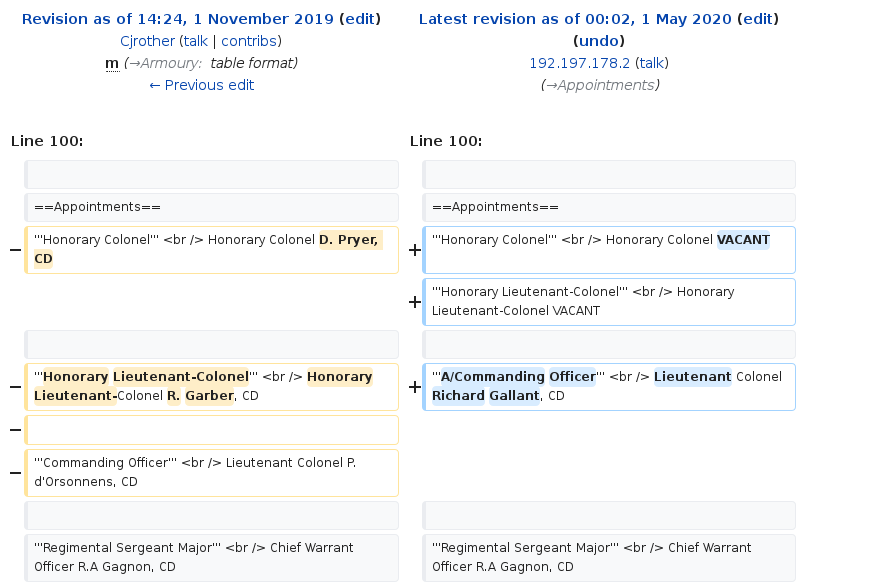 Revision as of 14:24, 1 November 2019 (edit)
Cjrother (talk | contribs)
m (→Armoury: table format)
← Previous edit
Latest revision as of 00:02, 1 May 2020 (edit)
(undo)
192.197.178.2 (talk)
(→Appointments)
Line 100:
Line 100:
==Appointments==
==Appointments==
− '''Honorary Colonel''' <br /> Honorary Colonel D. Pryer,
CD
+ '''Honorary Colonel''' <br /> Honorary Colonel VACANT
+ '''Honorary Lieutenant-Colonel''' <br /> Honorary
Lieutenant-Colonel VACANT
− '''Honorary Lieutenant-Colonel''' <br /> Honorary
Lieutenant-Colonel R. Garber, CD
+ '''A/Commanding Officer''' <br /> Lieutenant Colonel
Richard Gallant, CD
−
− '''Commanding Officer''' <br /> Lieutenant Colonel P.
d'Orsonnens, CD
'''Regimental Sergeant Major''' <br /> Chief Warrant
Officer R.A Gagnon, CD
'''Regimental Sergeant Major''' <br /> Chief Warrant
Officer R.A Gagnon, CD